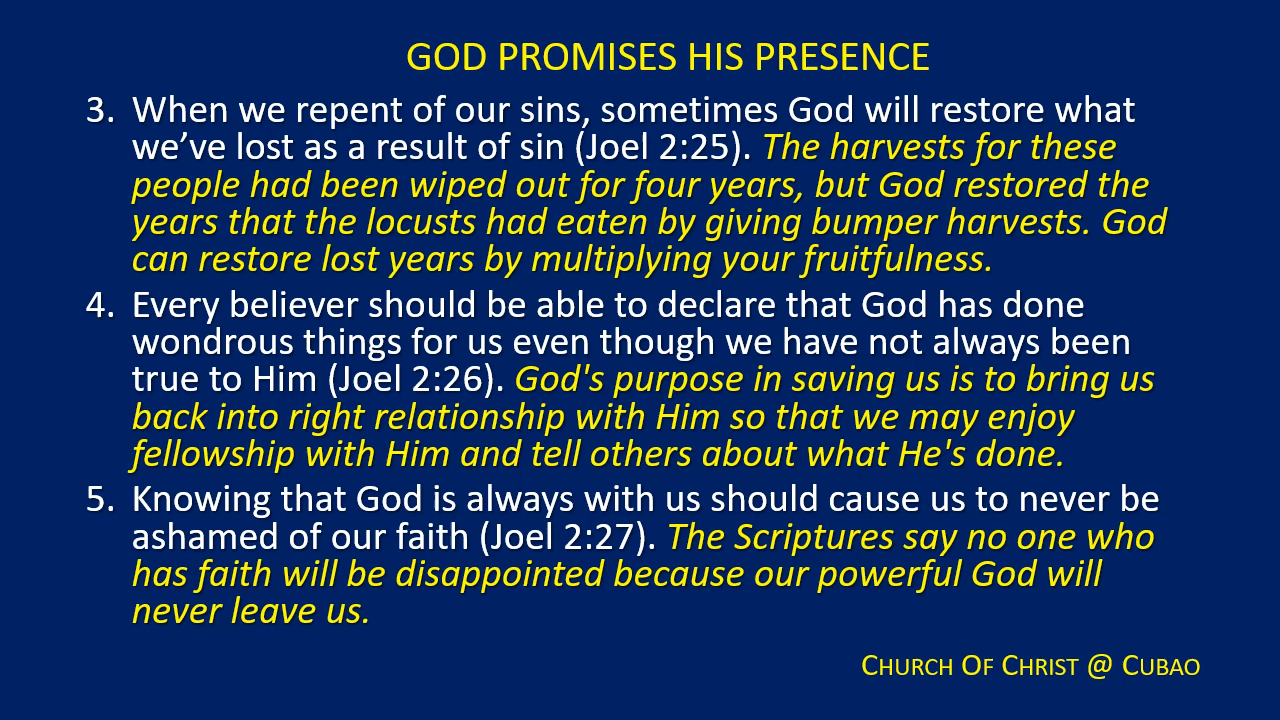 GOD PROMISES HIS PRESENCE
3. When we repent of our sins, sometimes God will restore what
we’ve lost as a result of sin (Joel 2:25). The harvests for these
people had been wiped out for four years, but God restored the
years that the locusts had eaten by giving bumper harvests. God
can restore lost years by multiplying your fruitfulness.
4. Every believer should be able to declare that God has done
wondrous things for us even though we have not always been
true to Him (Joel 2:26). God's purpose in saving us is to bring us
back into right relationship with Him so that we may enjoy
fellowship with Him and tell others about what He's done.
5. Knowing that God is always with us should cause us to never be
ashamed of our faith (Joel 2:27). The Scriptures say no one who
has faith will be disappointed because our powerful God will
never leave us.
CHURCH OF CHRIST @ CUBAO